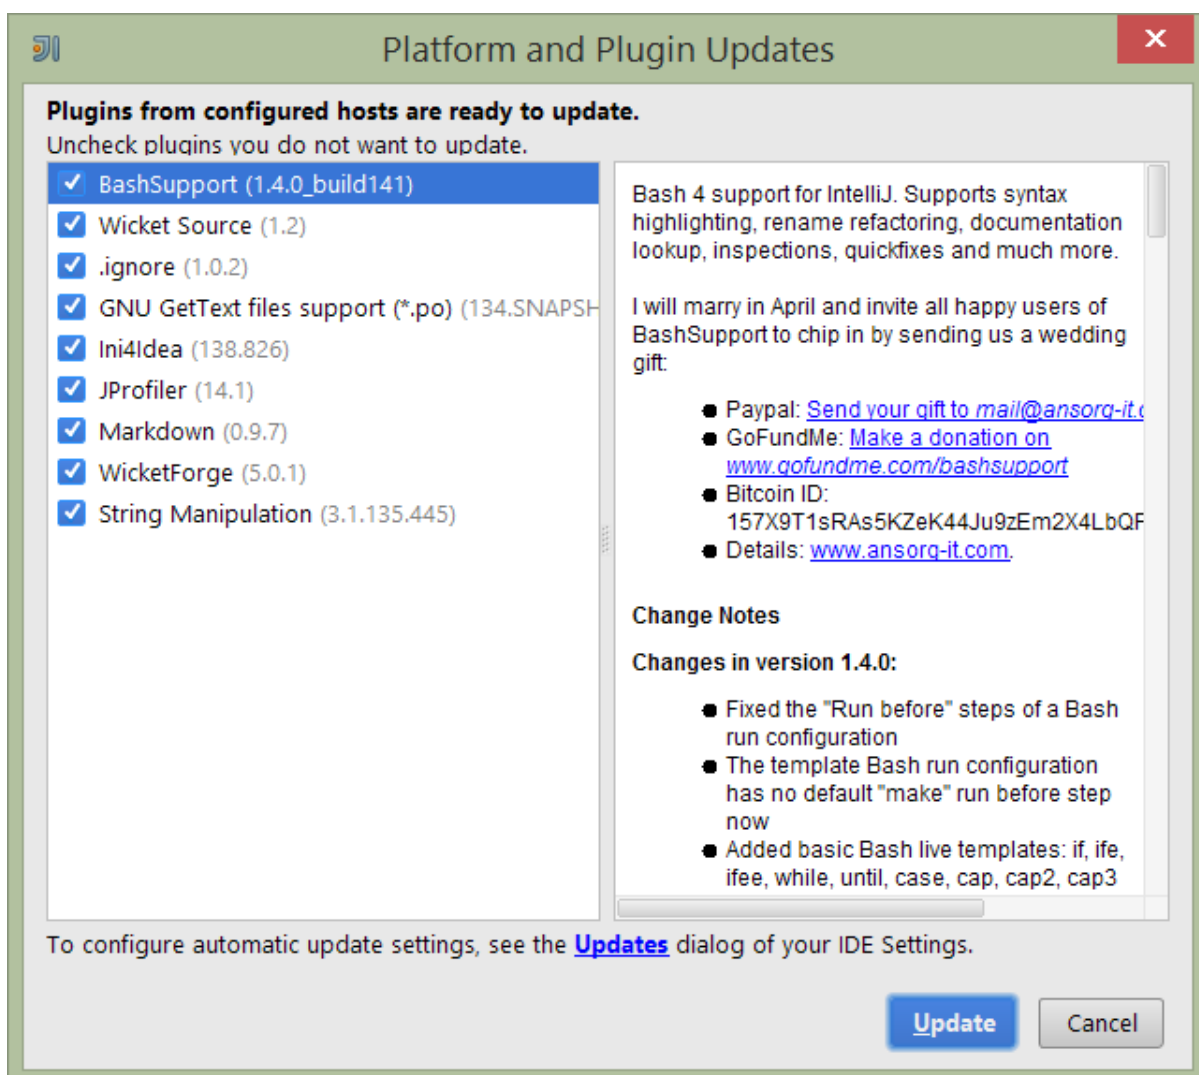 Platform and Plugin Updates
Plugins from configured hosts are ready to update.
Uncheck plugins you do not want to update.
BashSupport (1.4.0_build141)
Wicket Source (1.2)
.ignore (1.0.2)
GNU GetText files support (*.po) (134.SNAPSH
Ini4Idea (138.826)
JProfiler (14.1)
Markdown (0.9.7)
WicketForge (5.0.1)
String Manipulation (3.1.135.445)
Bash 4 support for IntelliJ. Supports syntax
highlighting, rename refactoring, documentation
lookup, inspections, quickfixes and much more.
I will marry in April and invite all happy users of
BashSupport to chip in by sending us a wedding
gift:
Paypal: Send your gift to mail@ansorg-it.c
GoFundMe: Make a donation on
www.gofundme.com/bashsupport
Bitcoin ID:
157X9T1sRAs5KZeK44Ju9zEm2X4LbQF
Details: www.ansorg-it.com.
Change Notes
Changes in version 1.4.0:
Fixed the "Run before" steps of a Bash
run configuration
The template Bash run configuration
has no default "make" run before step
now
Added basic Bash live templates: if, ife,
ifee, while, until, case, cap, cap2, cap3
To configure automatic update settings, see the Updates dialog of your IDE Settings.
Update
Cancel